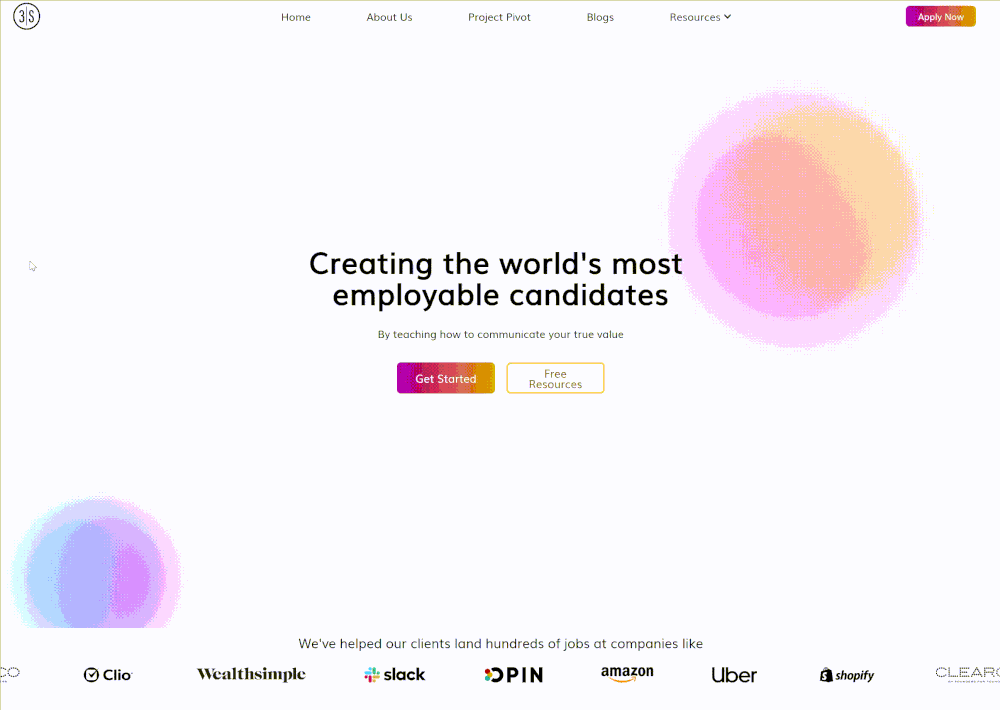 3|S
Home
About Us
Project Pivot
Blogs
Resources
Apply Now
Creating the world's most
employable candidates
By teaching how to communicate your true value
Get Started
Free
Resources
We've helped our clients land hundreds of jobs at companies like
CO
Clio
Wealthsimple
slack
OPIN
amazon
Uber
shopify
CLEARC